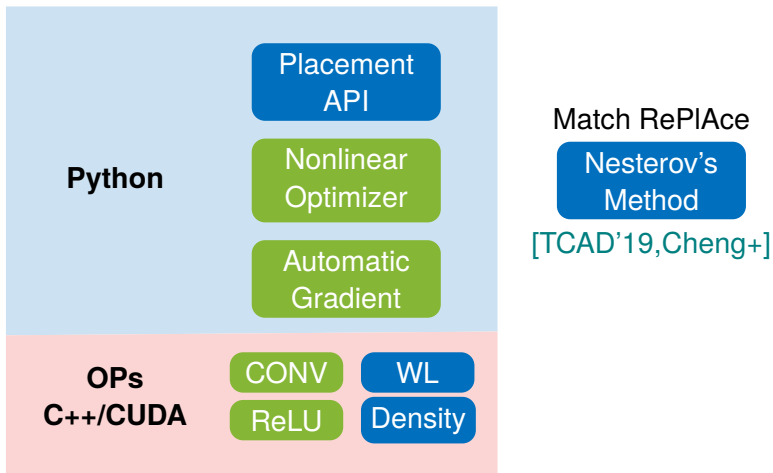 Placement
API
Python
Nonlinear
Optimizer
Automatic
Gradient
OPs
C++/CUDA
CONV
WL
ReLU
Density
Match RePlAce
Nesterov's
Method
[TCAD'19,Cheng+]